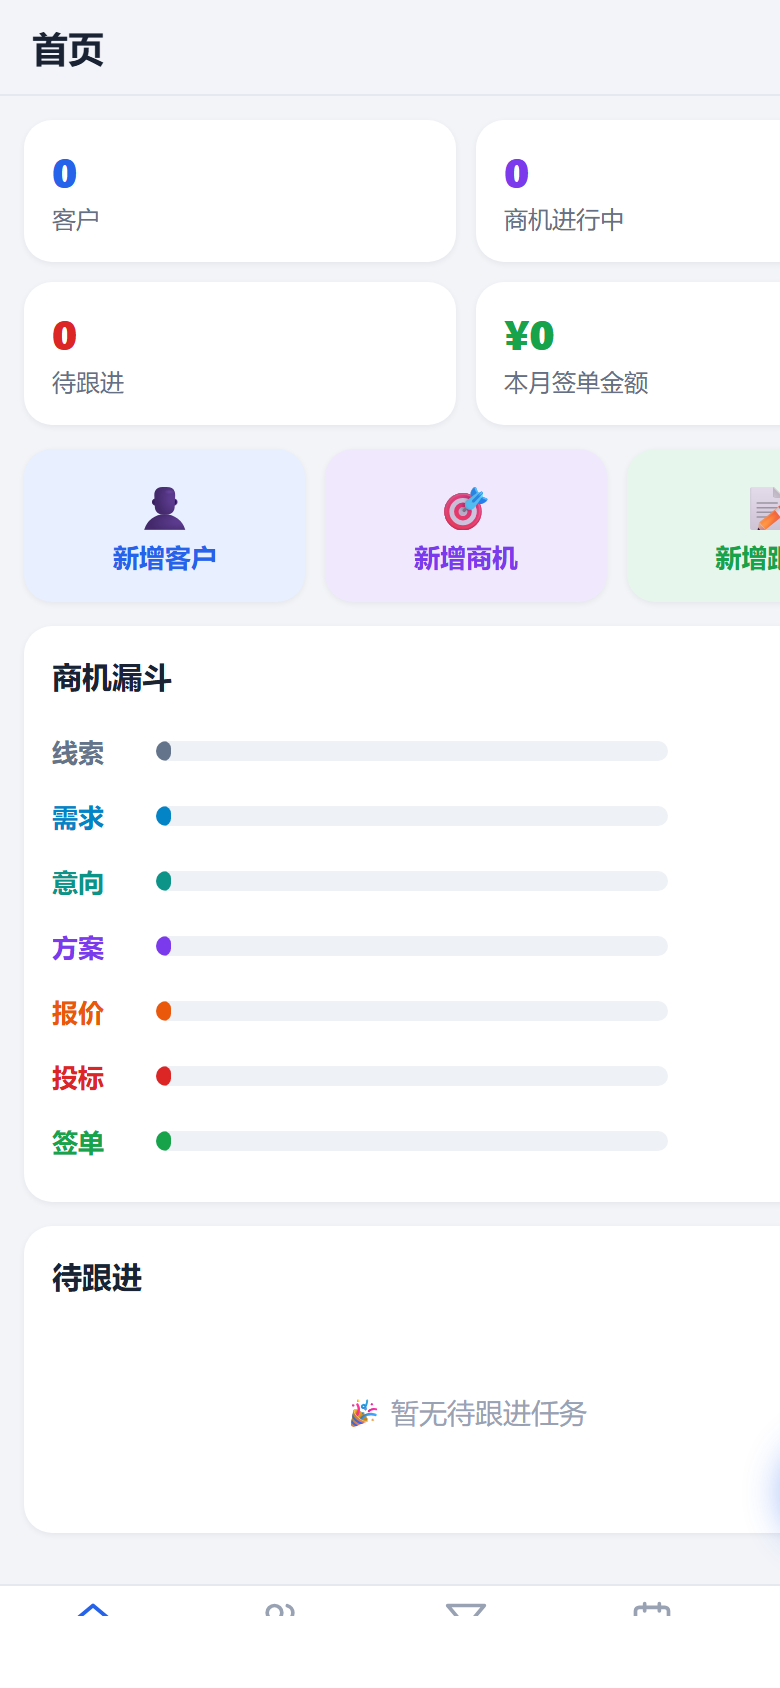 首页
0
客户
0
商机进行中
0
待跟进
¥0
本月签单金额
新增客户
新增商机
新增
商机漏斗
线索
需求
意向
方案
报价
投标
签单
待跟进
🎉 暂无待跟进任务